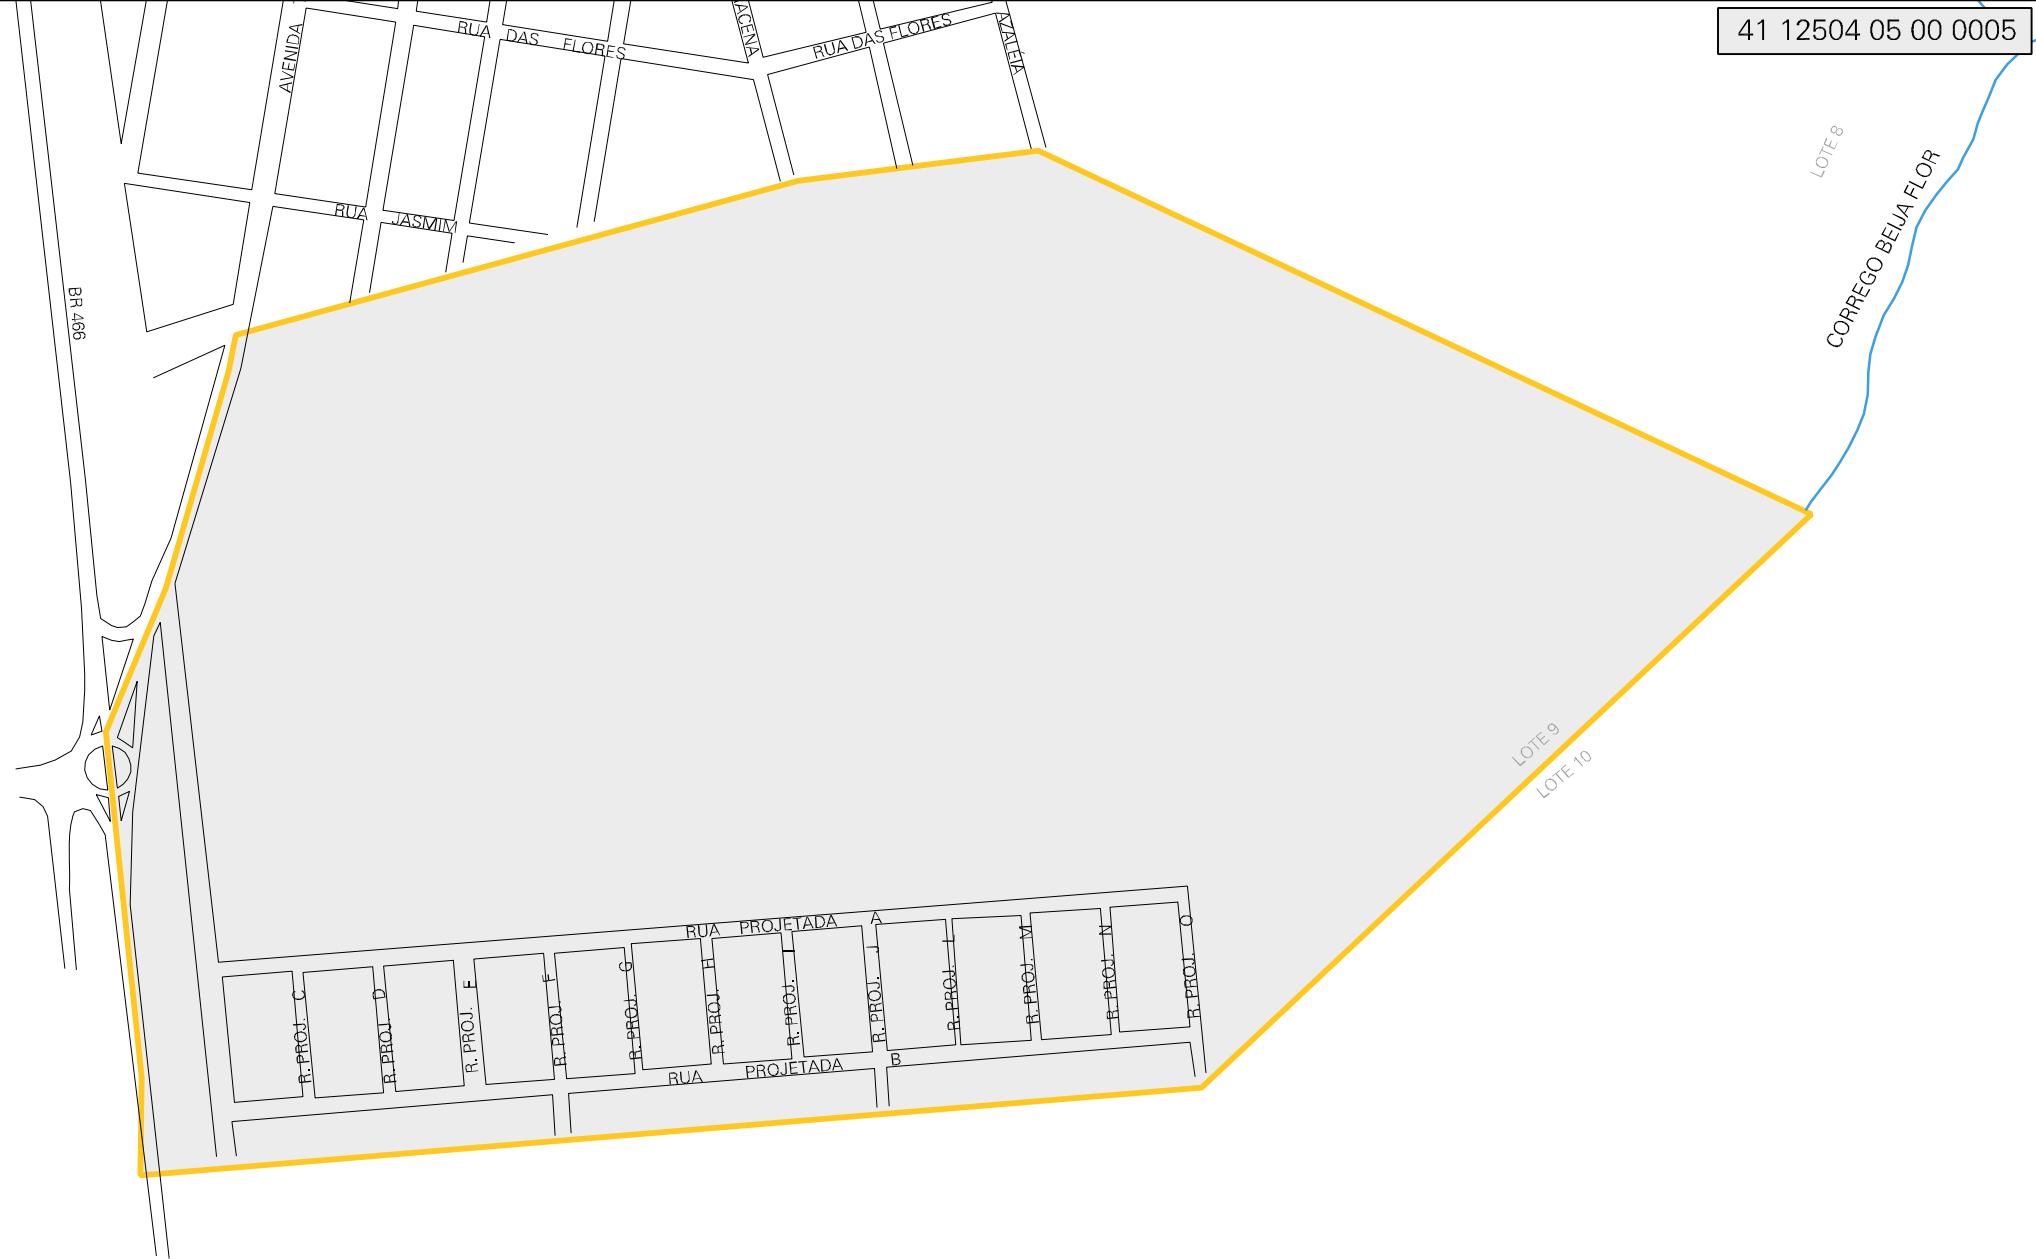 41 12504 05 00 0005
AVENIDA
RUA DAS FLORES
RUA DAS FLORES
AZALÉIA
RUA JASMIM
BR 466
LOTE 8
CORREGO BEIJA FLOR
LOTE 9
LOTE 10
RUA PROJETADA A
R. PROJ. C
R. PROJ. D
R. PROJ. E
R. PROJ. F
R. PROJ. G
R. PROJ. H
R. PROJ. I
R. PROJ. J
R. PROJ. L
R. PROJ. M
R. PROJ. N
R. PROJ. O
RUA PROJETADA B